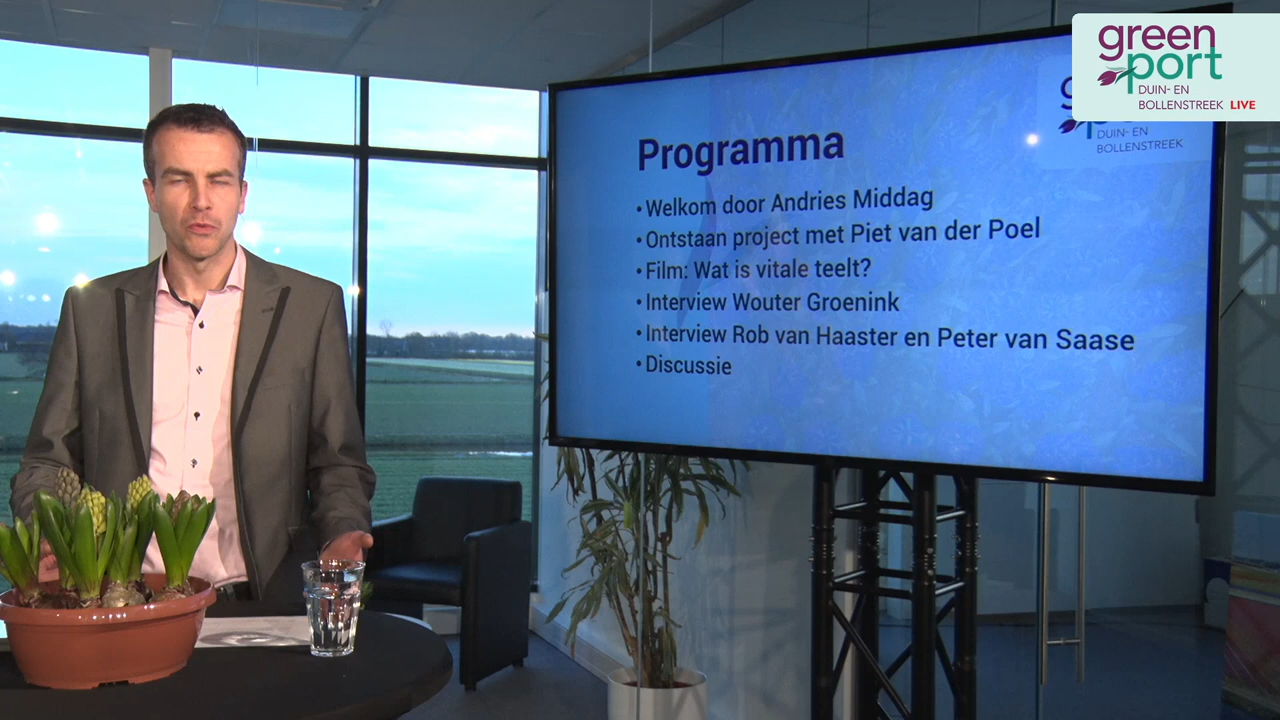 green
port
DUIN- EN
BOLLENSTREEK LIVE
Programma
• Welkom door Andries Middag
• Ontstaan project met Piet van der Poel
• Film: Wat is vitale teelt?
• Interview Wouter Groenink
• Interview Rob van Haaster en Peter van Saase
• Discussie
DUIN- EN
BOLLENSTREEK